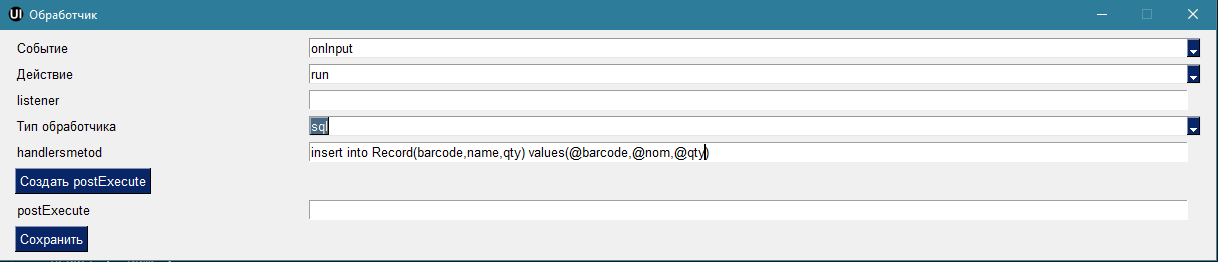 UI Обработчик
Событие onInput
Действие run
listener
Тип обработчика sql
handlersmetod insert into Record(barcode,name,qty) values(@barcode,@nom,@qty)
Создать postExecute
postExecute
Сохранить